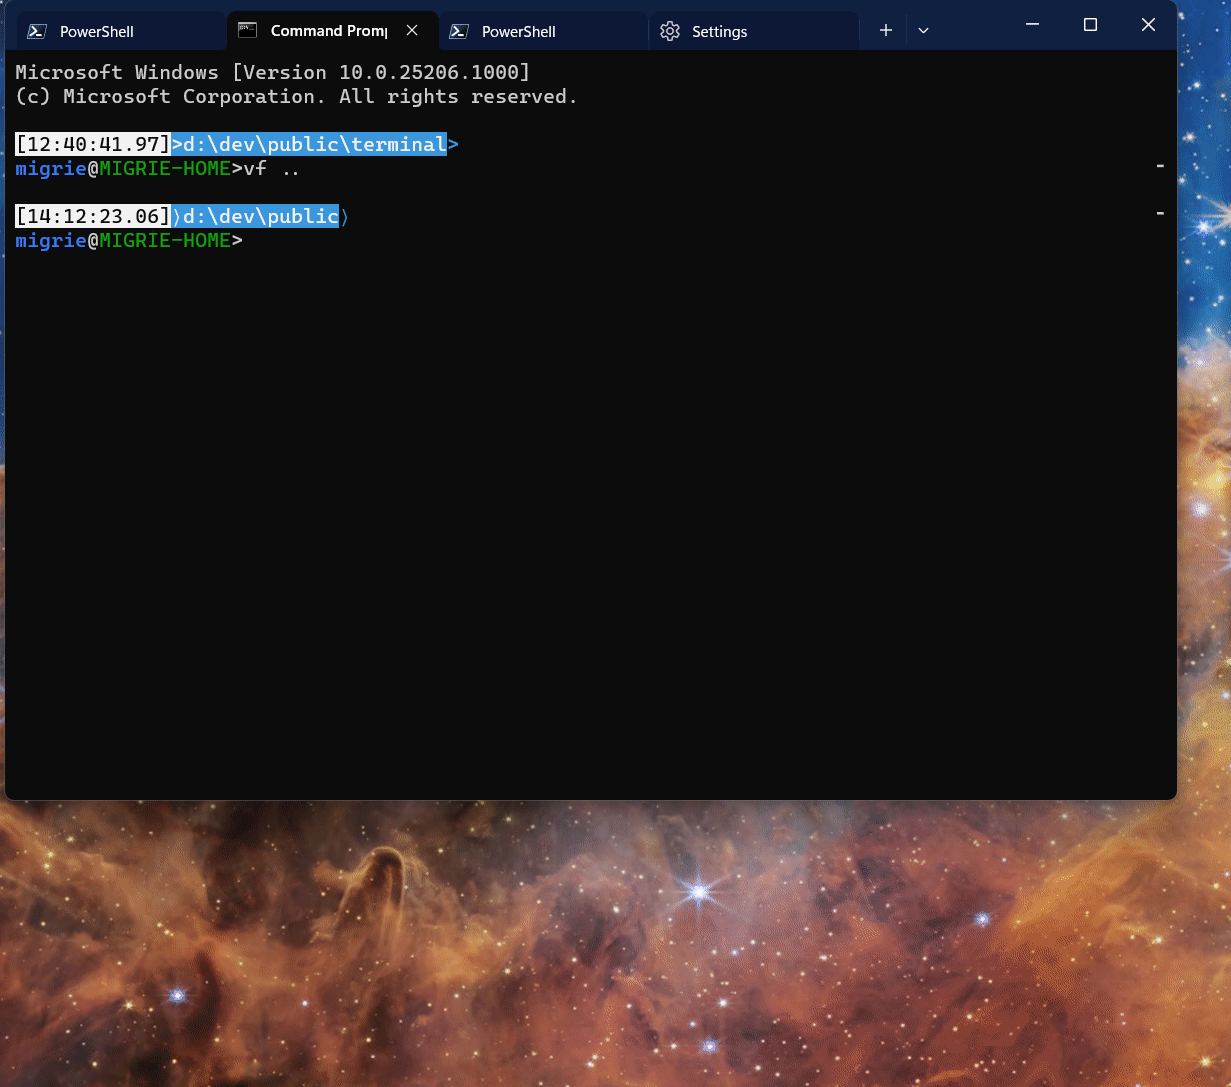 PowerShell
Command Promp
PowerShell
Settings
Microsoft Windows [Version 10.0.25206.1000]
(c) Microsoft Corporation. All rights reserved.
[12:40:41.97]>d:\dev\public\terminal>
migrie@MIGRIE-HOME>vf ..
[14:12:23.06]⟩d:\dev\public⟩
migrie@MIGRIE-HOME>